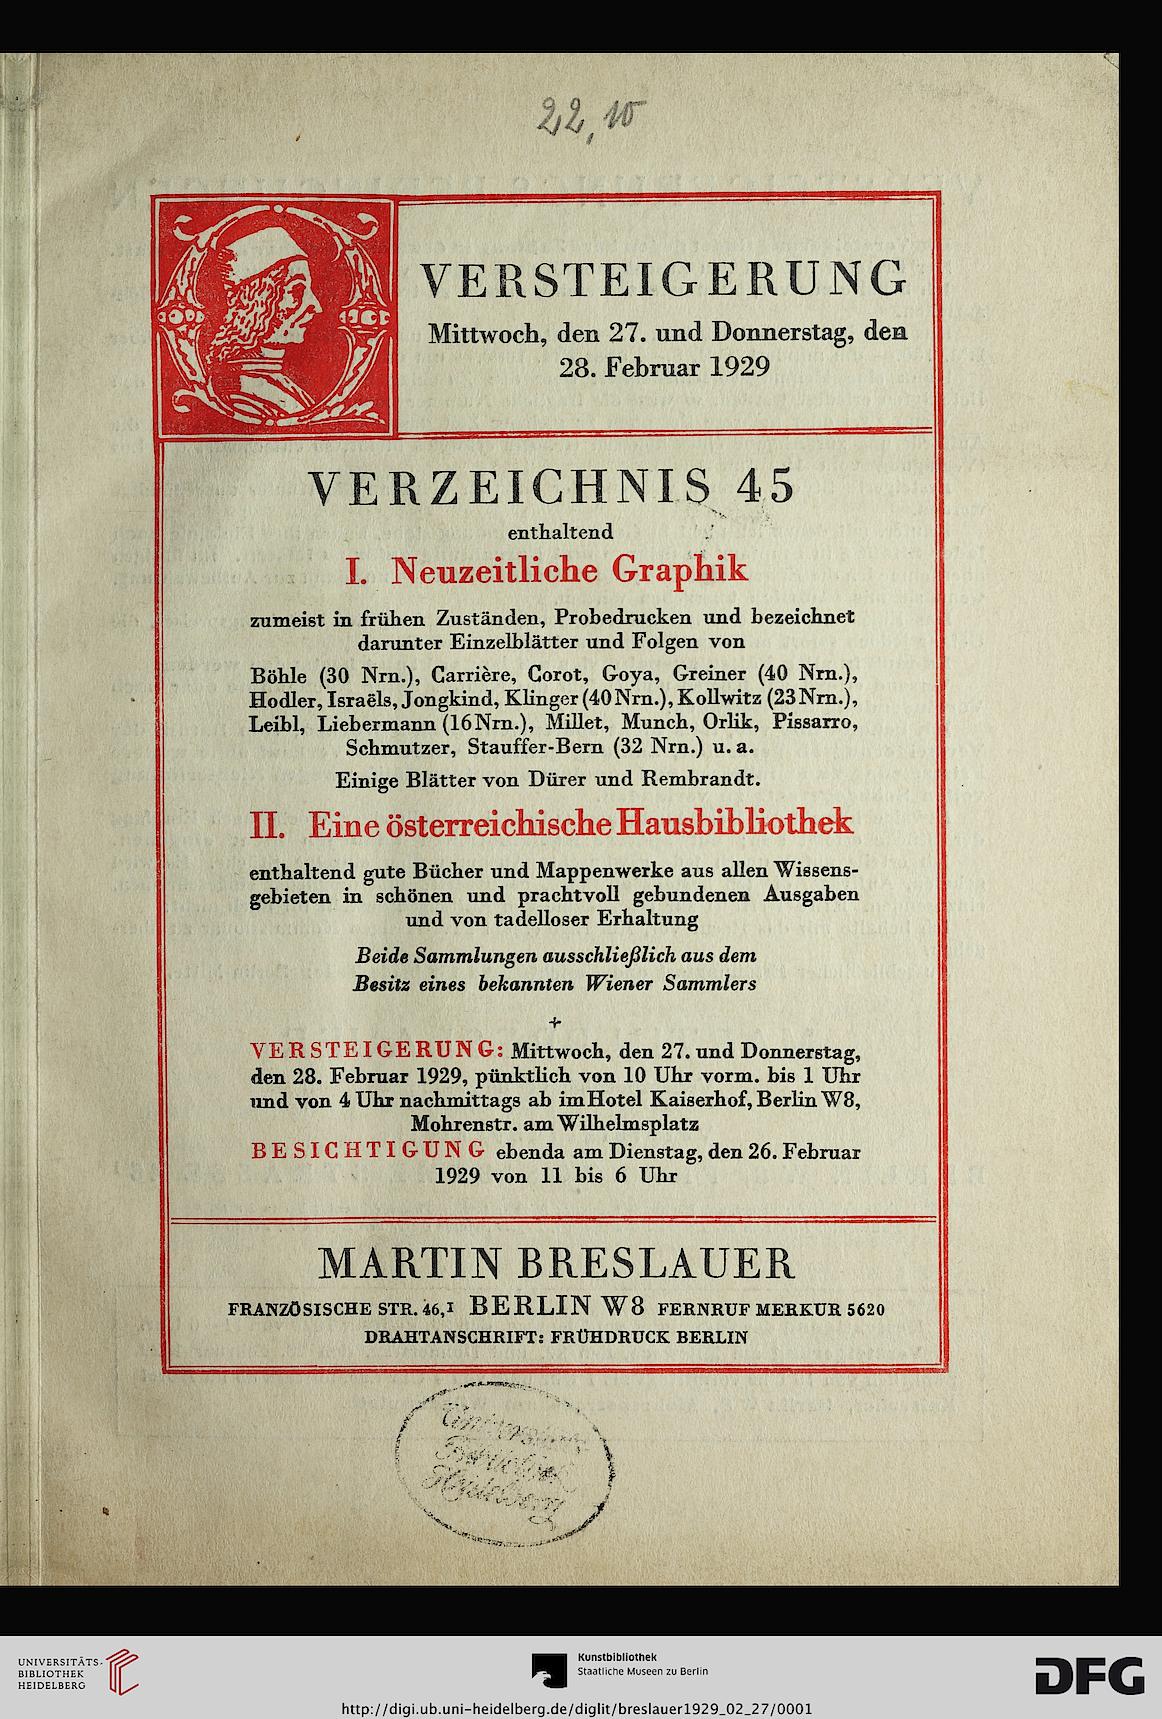 22,10
VERSTEIGERUNG
Mittwoch, den 27. und Donnerstag, den
28. Februar 1929
VERZEICHNIS 45
enthaltend
I. Neuzeitliche Graphik
zumeist in frühen Zuständen, Probedrucken und bezeichnet
darunter Einzelblätter und Folgen von
Böhle (30 Nrn.), Carrière, Corot, Goya, Greiner (40 Nrn.),
Hodler, Israëls, Jongkind, Klinger (40 Nrn.), Kollwitz (23 Nrn.),
Leibl, Liebermann (16 Nrn.), Millet, Munch, Orlik, Pissarro,
Schmutzer, Stauffer-Bern (32 Nrn.) u. a.
Einige Blätter von Dürer und Rembrandt.
II. Eine österreichische Hausbibliothek
enthaltend gute Bücher und Mappenwerke aus allen Wissens-
gebieten in schönen und prachtvoll gebundenen Ausgaben
und von tadelloser Erhaltung
Beide Sammlungen ausschließlich aus dem
Besitz eines bekannten Wiener Sammlers
VERSTEIGERUNG: Mittwoch, den 27. und Donnerstag,
den 28. Februar 1929, pünktlich von 10 Uhr vorm. bis 1 Uhr
und von 4 Uhr nachmittags ab im Hotel Kaiserhof, Berlin W8,
Mohrenstr. am Wilhelmsplatz
BESICHTIGUNG ebenda am Dienstag, den 26. Februar
1929 von 11 bis 6 Uhr
MARTIN BRESLAUER
FRANZÖSISCHE STR. 46,I BERLIN W8 FERNRUF MERKUR 5620
DRAHTANSCHRIFT: FRÜHDRUCK BERLIN
Heidelberg
UNIVERSITÄTS-
BIBLIOTHEK
HEIDELBERG
Kunstbibliothek
Staatliche Museen zu Berlin
DFG
http://digi.ub.uni-heidelberg.de/diglit/breslauer1929_02_27/0001